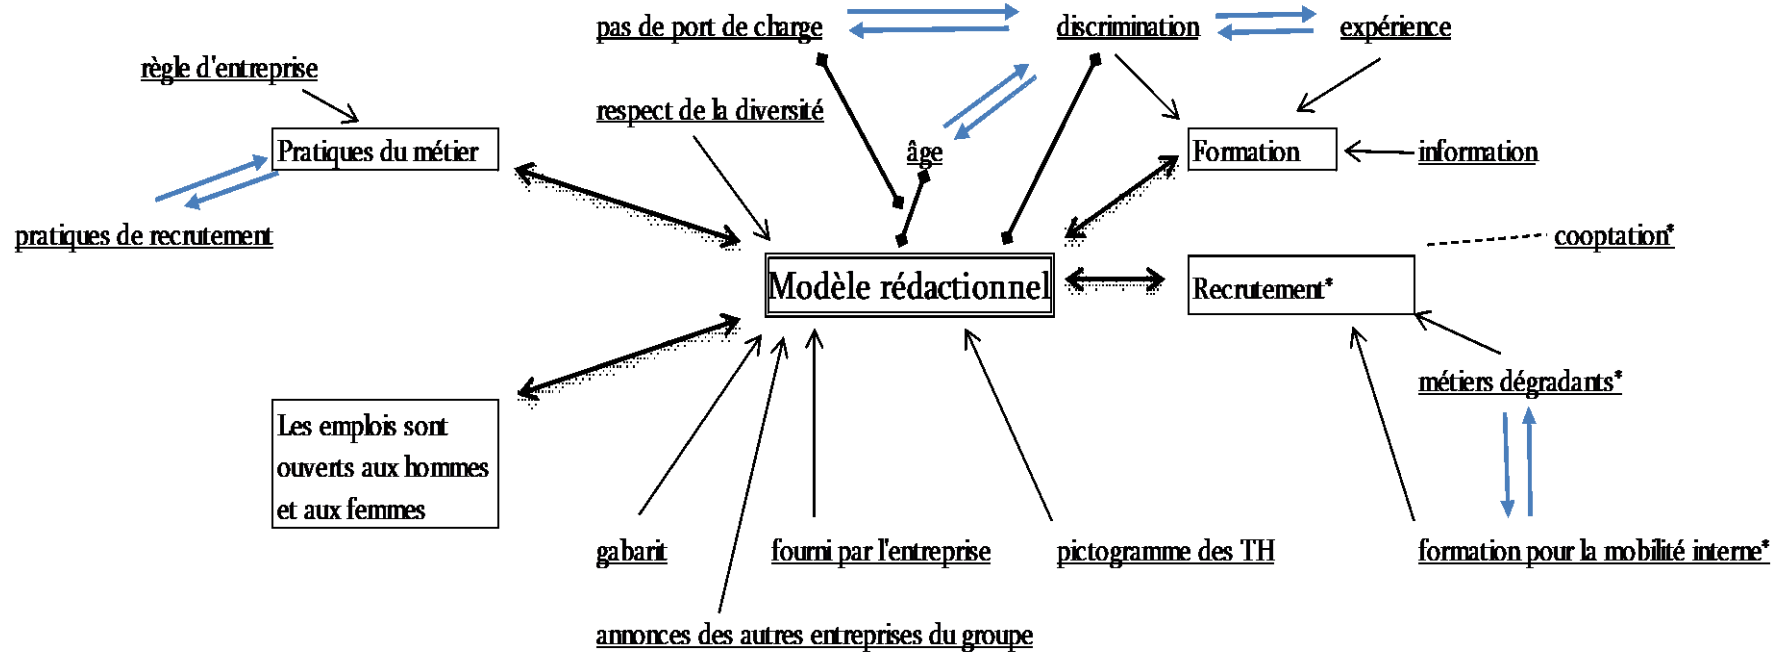 pas de port de charge
discrimination
expérience
règle d'entreprise
respect de la diversité
Pratiques du métier
âge
Formation
information
pratiques de recrutement
cooptation*
Modèle rédactionnel
Recrutement*
métiers dégradants*
Les emplois sont
ouverts aux hommes
et aux femmes
gabarit
fourni par l'entreprise
pictogramme des TH
formation pour la mobilité interne*
annonces des autres entreprises du groupe